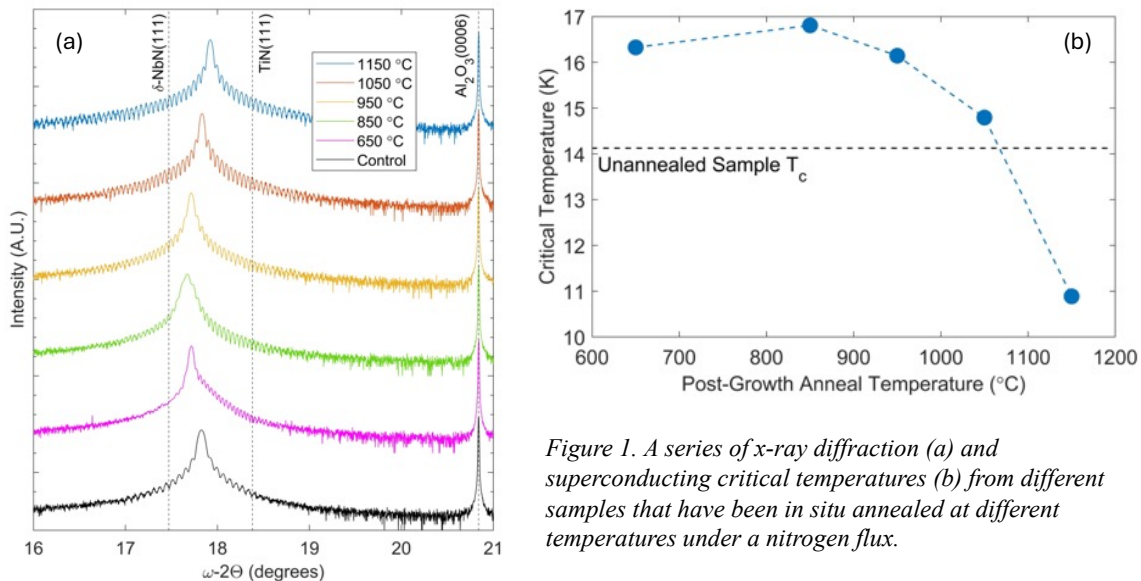 (a)
δ-NbN(111)
TiN(111)
Al2O3(0006)
1150 °C
1050 °C
950 °C
850 °C
650 °C
Control
Intensity (A.U.)
16 17 18 19 20 21
ω-2Θ (degrees)
(b)
17
16
15
14
13
12
11
10
Critical Temperature (K)
Unannealed Sample Tc
600 700 800 900 1000 1100 1200
Post-Growth Anneal Temperature (°C)
Figure 1. A series of x-ray diffraction (a) and
superconducting critical temperatures (b) from different
samples that have been in situ annealed at different
temperatures under a nitrogen flux.